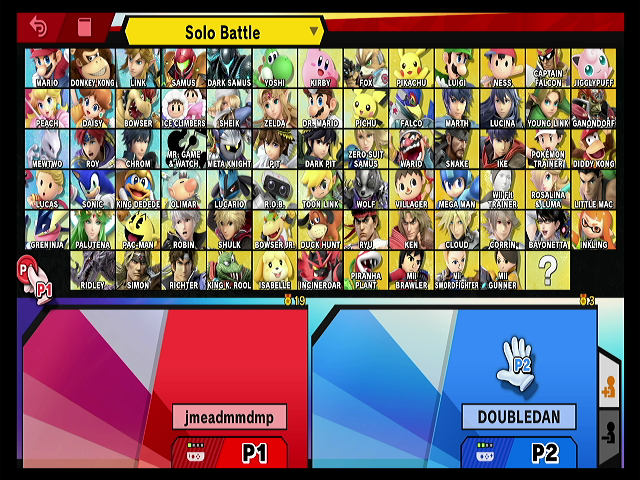 Solo Battle
MARIO DONKEY KONG LINK SAMUS DARK SAMUS YOSHI KIRBY FOX PIKACHU LUIGI NESS CAPTAIN FALCON JIGGLYPUFF
PEACH DAISY BOWSER ICE CLIMBERS SHEIK ZELDA DR. MARIO PICHU FALCO MARTH LUCINA YOUNG LINK GANONDORF
MEWTWO ROY CHROM MR. GAME & WATCH META KNIGHT PIT DARK PIT ZERO SUIT SAMUS WARIO SNAKE IKE POKÉMON TRAINER DIDDY KONG
LUCAS SONIC KING DEDEDE OLIMAR LUCARIO R.O.B. TOON LINK WOLF VILLAGER MEGA MAN WII FIT TRAINER ROSALINA & LUMA LITTLE MAC
GRENINJA PALUTENA PAC-MAN ROBIN SHULK BOWSER JR. DUCK HUNT RYU KEN CLOUD CORRIN BAYONETTA INKLING
RIDLEY SIMON RICHTER KING K. ROOL ISABELLE INCINEROAR PIRANHA PLANT MII BRAWLER MII SWORDFIGHTER MII GUNNER ?
P1
19 3
P2
jmeadmmdmp DOUBLEDAN
P1 P2